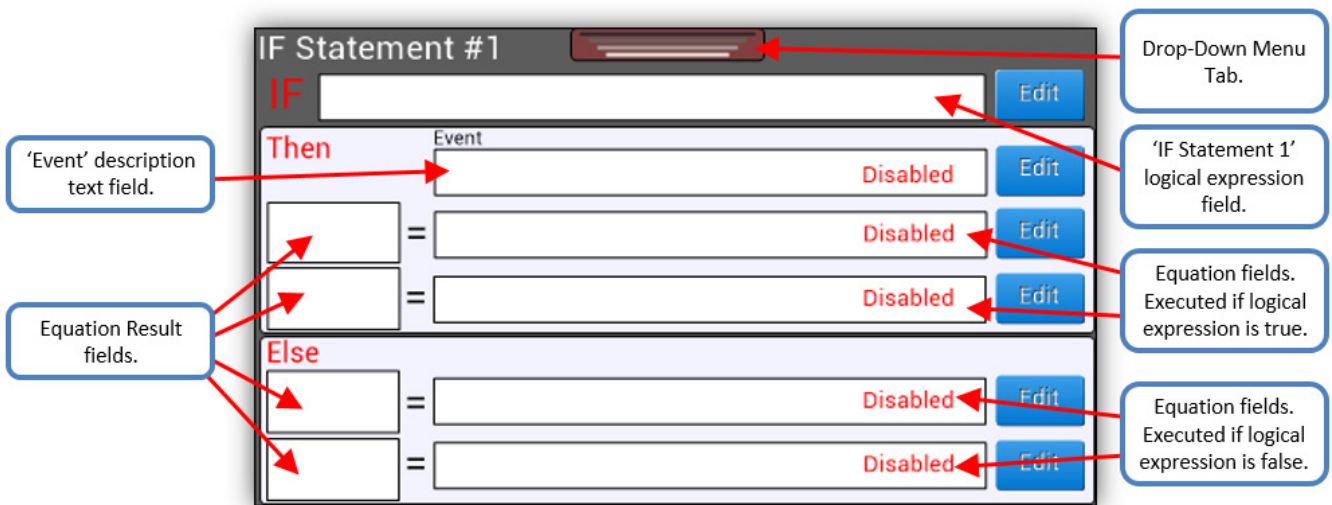 IF Statement #1
Drop-Down Menu
Tab.
IF
Edit
'Event' description
text field.
Then
Event
Disabled
Edit
'IF Statement 1'
logical expression
field.
=
Disabled
Edit
=
Disabled
Edit
Equation fields.
Executed if logical
expression is true.
Equation Result
fields.
Else
=
Disabled
Edit
=
Disabled
Edit
Equation fields.
Executed if logical
expression is false.